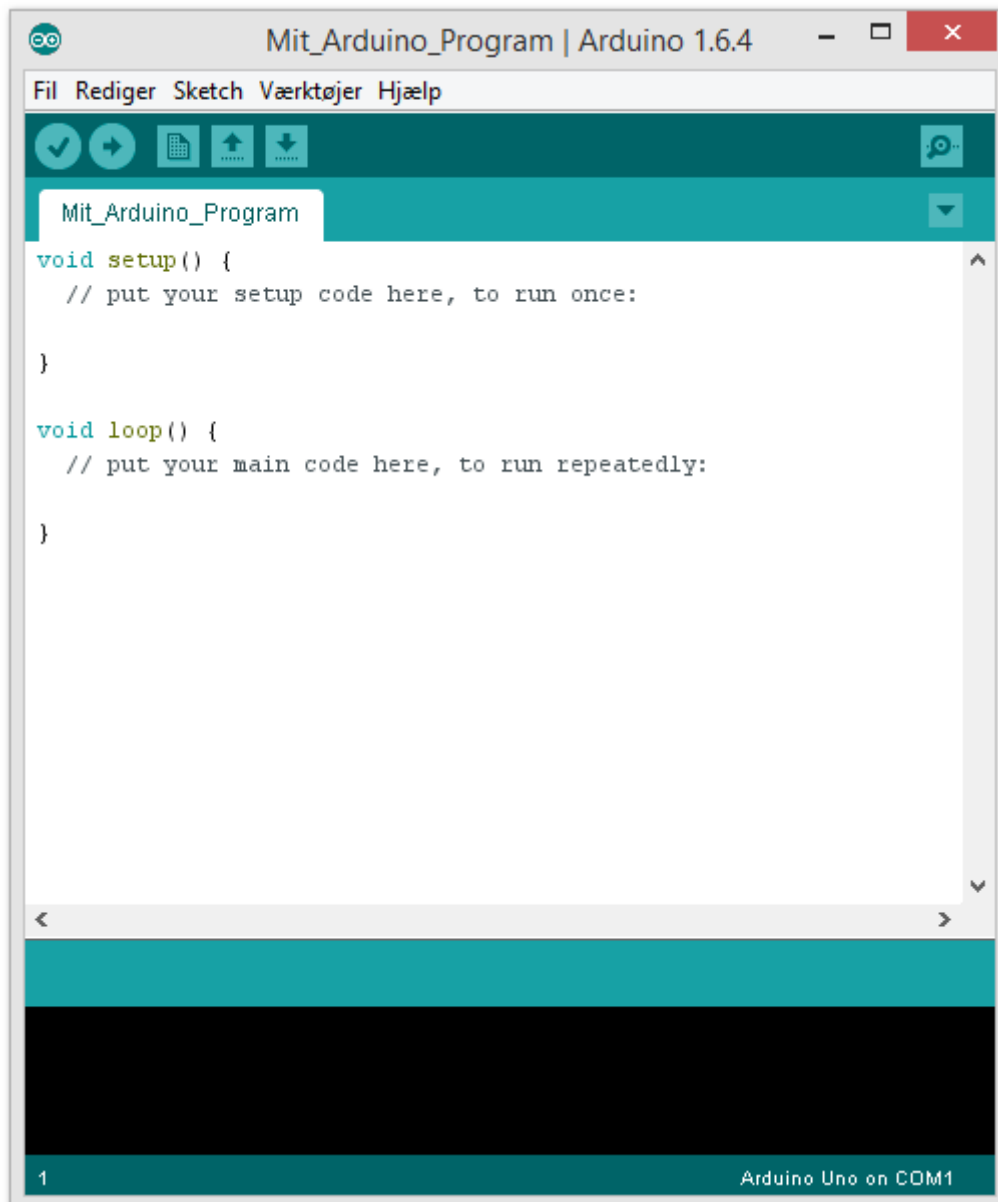 Mit_Arduino_Program | Arduino 1.6.4
Fil Rediger Sketch Værktøjer Hjælp
Mit_Arduino_Program
void setup() {
  // put your setup code here, to run once:
}
void loop() {
  // put your main code here, to run repeatedly:
}
1 Arduino Uno on COM1